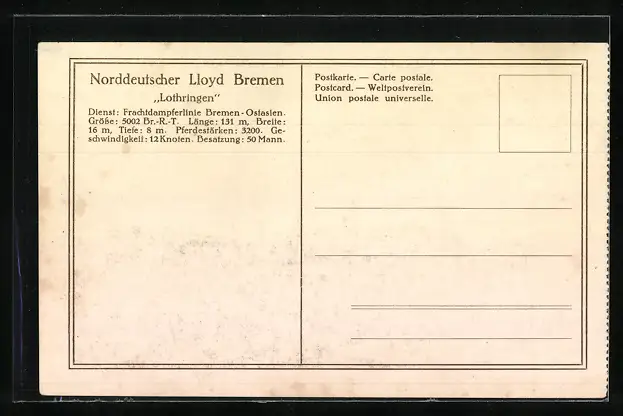 Norddeutscher Lloyd Bremen
„Lothringen“
Dienst: Frachtdampferlinie Bremen-Ostasien.
Größe: 5002 Br.-R.-T. Länge: 131 m, Breite:
16 m, Tiefe: 8 m. Pferdestärken: 3200. Ge-
schwindigkeit: 12 Knoten. Besatzung: 50 Mann.
Postkarte. — Carte postale.
Postcard. — Weltpostverein.
Union postale universelle.